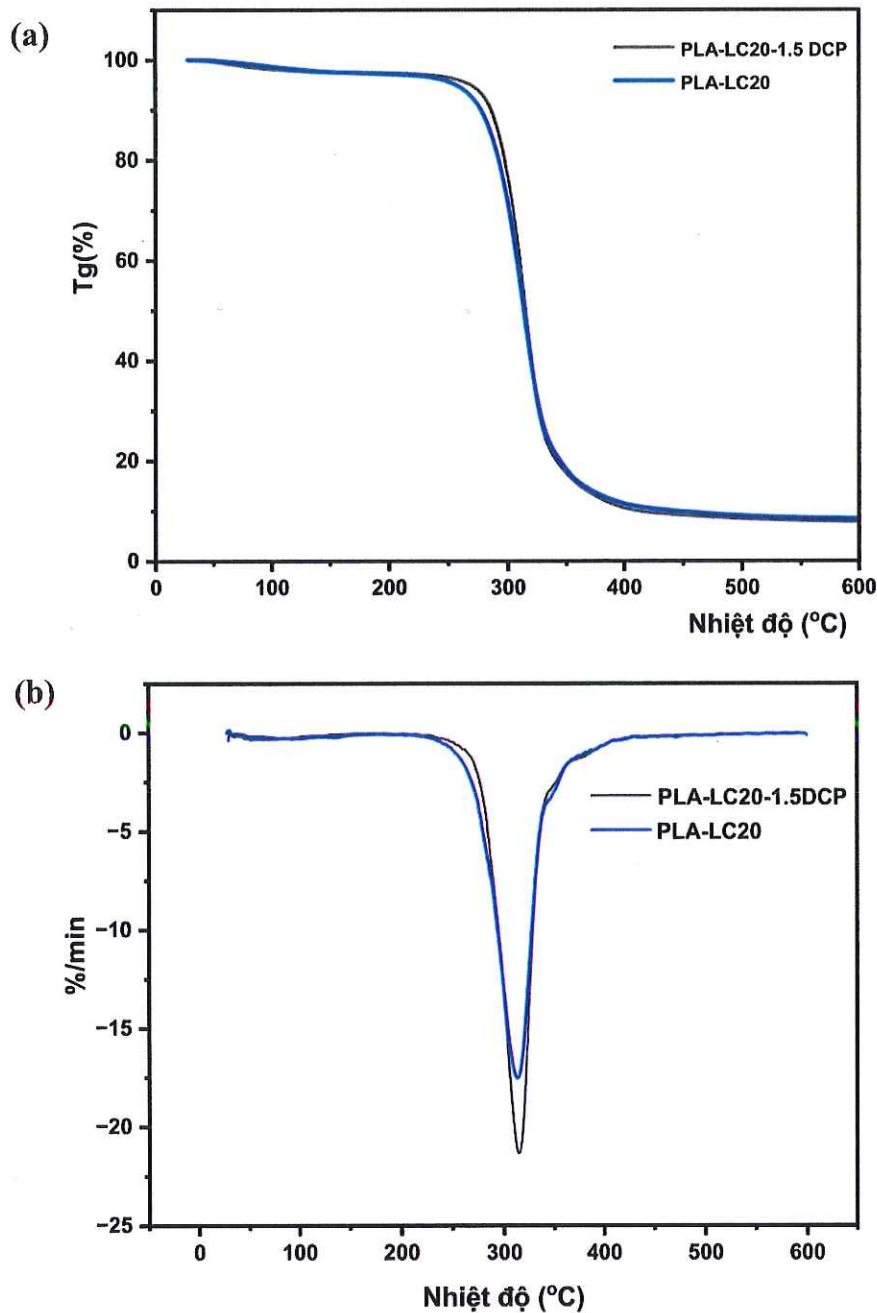 (a)
100
80
60
40
20
0
Tg(%)
PLA-LC20-1.5 DCP
PLA-LC20
0 100 200 300 400 500 600
Nhiệt độ (°C)
(b)
0
−5
−10
−15
−20
−25
%/min
PLA-LC20-1.5DCP
PLA-LC20
0 100 200 300 400 500 600
Nhiệt độ (°C)